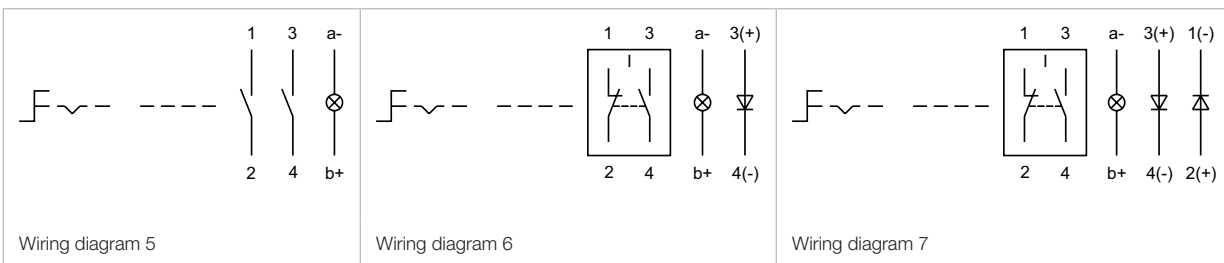 1 3 a- 1 3 a- 3(+) 1 3 a- 3(+) 1(-)
I I
2 4 b+ 2 4 b+ 4(-) 2 4 b+ 4(-) 2(+)
Wiring diagram 5 Wiring diagram 6 Wiring diagram 7